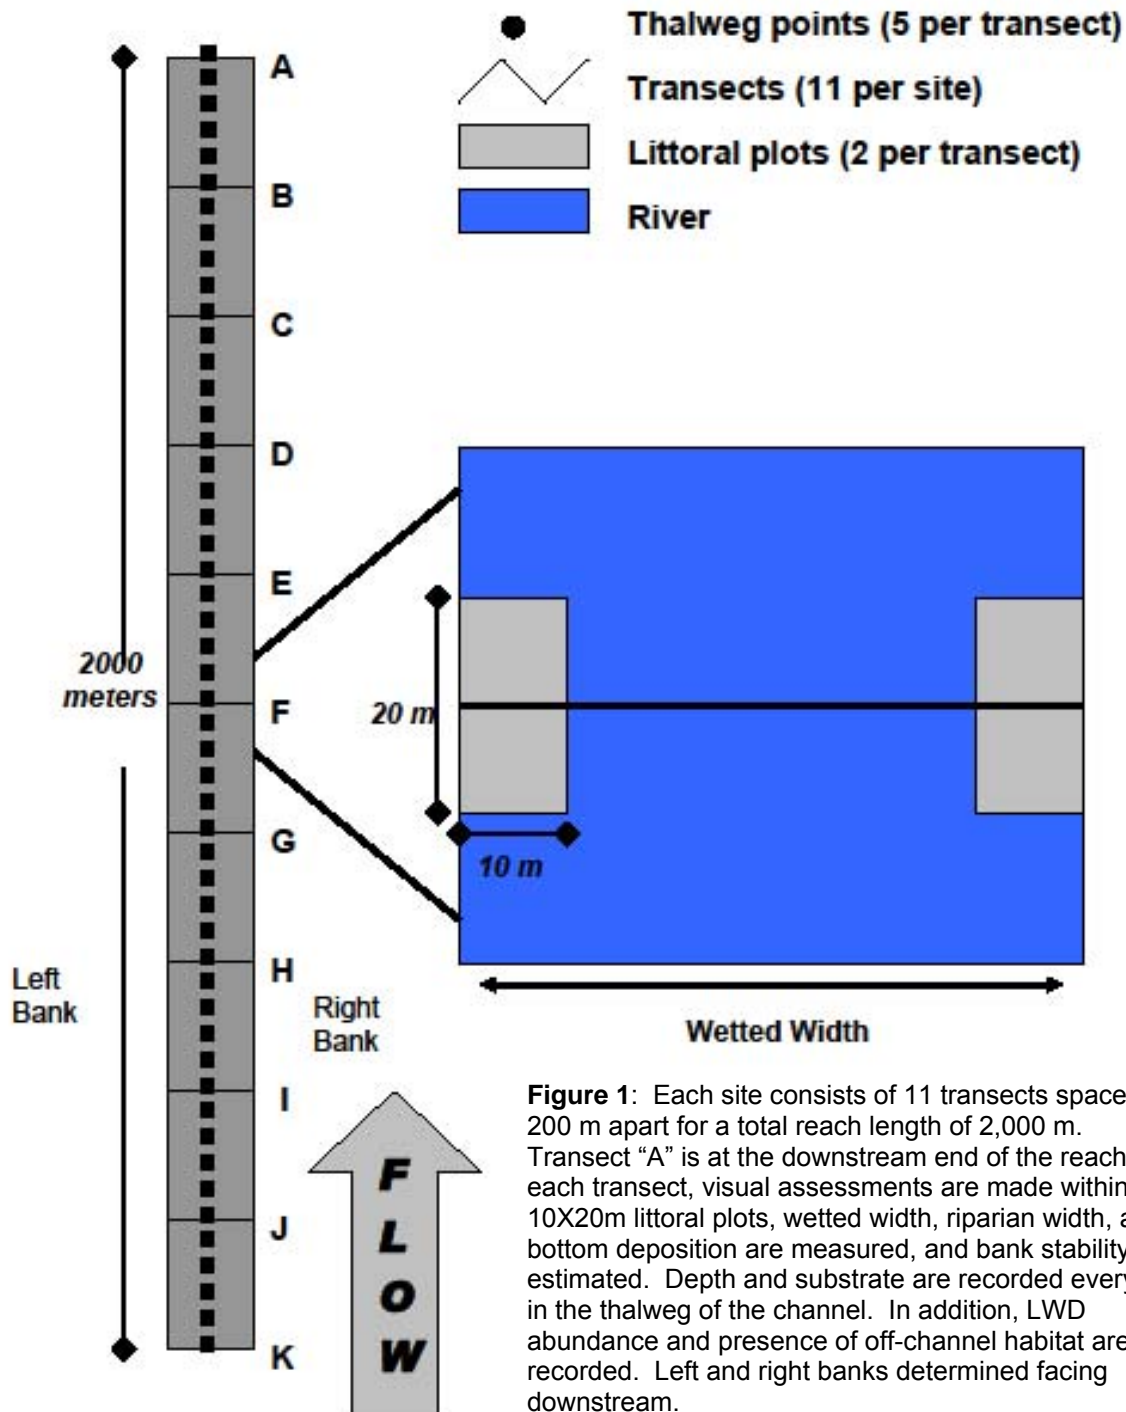 Thalweg points (5 per transect)
Transects (11 per site)
Littoral plots (2 per transect)
River
A
B
C
D
E
2000
meters
F
20 m
G
10 m
H
Left
Bank
Right
Bank
Wetted Width
I
J
K
FLOW
Figure 1: Each site consists of 11 transects space
200 m apart for a total reach length of 2,000 m.
Transect “A” is at the downstream end of the reach
each transect, visual assessments are made within
10X20m littoral plots, wetted width, riparian width, a
bottom deposition are measured, and bank stability
estimated. Depth and substrate are recorded every
in the thalweg of the channel. In addition, LWD
abundance and presence of off-channel habitat are
recorded. Left and right banks determined facing
downstream.